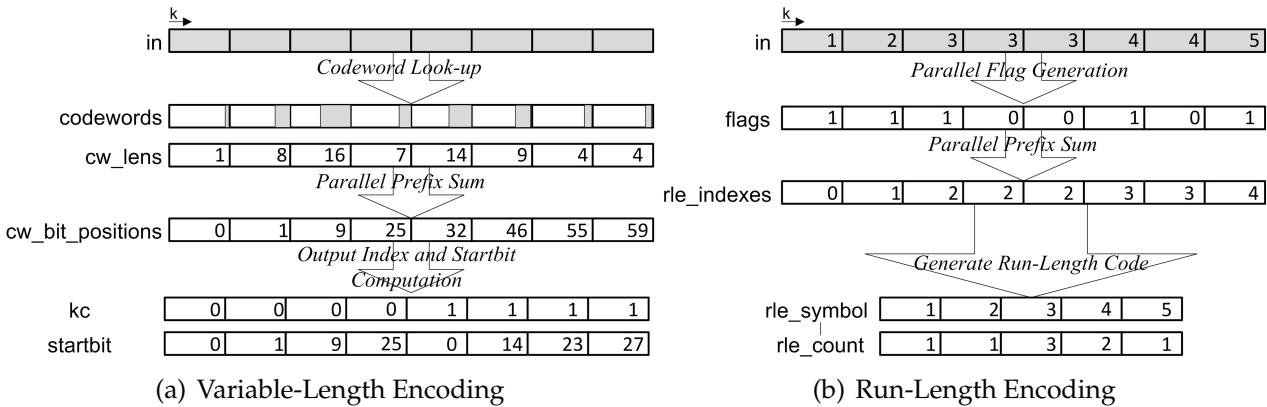 k
in
Codeword Look-up
codewords
cw_lens 1 8 16 7 14 9 4 4
Parallel Prefix Sum
cw_bit_positions 0 1 9 25 32 46 55 59
Output Index and Startbit
Computation
kc 0 0 0 0 1 1 1 1
startbit 0 1 9 25 0 14 23 27
(a) Variable-Length Encoding
k
in 1 2 3 3 3 4 4 5
Parallel Flag Generation
flags 1 1 1 0 0 1 0 1
Parallel Prefix Sum
rle_indexes 0 1 2 2 2 3 3 4
Generate Run-Length Code
rle_symbol 1 2 3 4 5
rle_count 1 1 3 2 1
(b) Run-Length Encoding